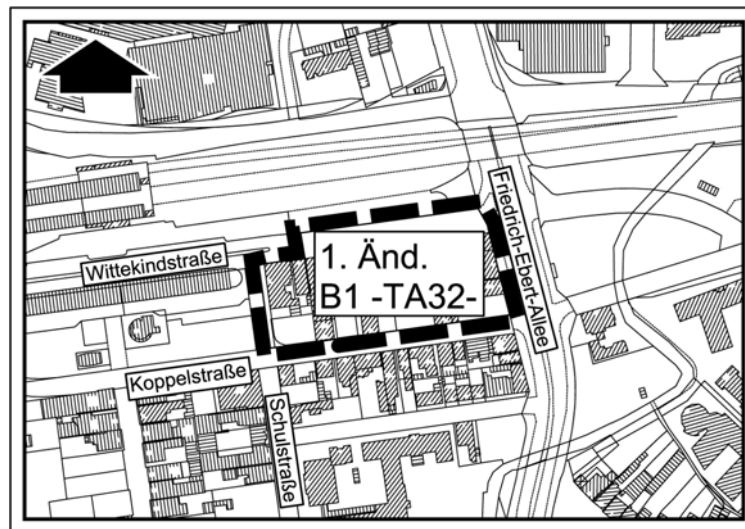 Friedrich-Ebert-Allee
Wittekindstraße
1. Änd.
B1 -TA32-
Koppelstraße
Schulstraße